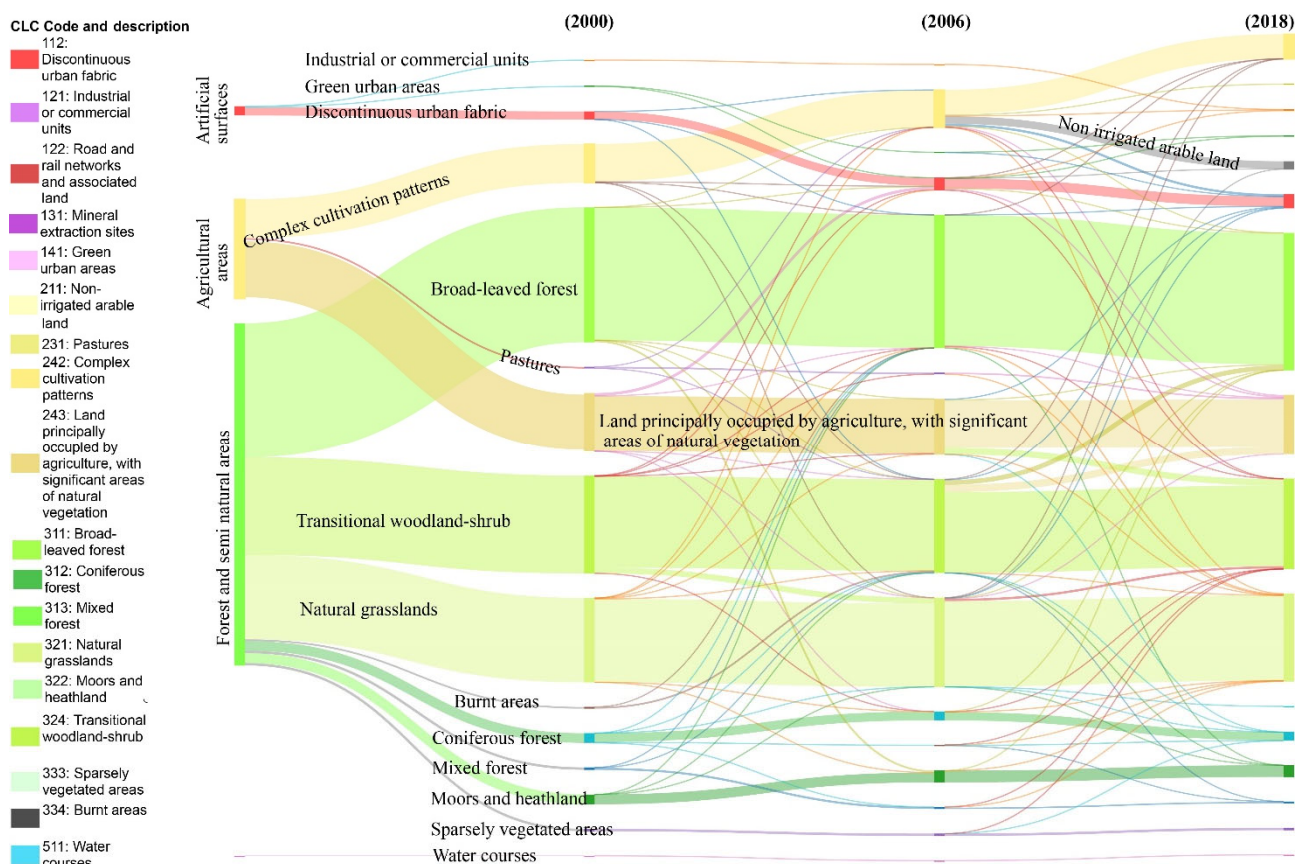 CLC Code and description
112:
Discontinuous
urban fabric
121: Industrial
or commercial
units
122: Road and
rail networks
and associated
land
131: Mineral
extraction sites
141: Green
urban areas
211: Non-
irrigated arable
land
231: Pastures
242: Complex
cultivation
patterns
243: Land
principally
occupied by
agriculture, with
significant areas
of natural
vegetation
311: Broad-
leaved forest
312: Coniferous
forest
313: Mixed
forest
321: Natural
grasslands
322: Moors and
heathland
324: Transitional
woodland-shrub
333: Sparsely
vegetated areas
334: Burnt areas
511: Water
courses
(2000)
(2006)
(2018)
Artificial
surfaces
Agricultural
areas
Forest and semi natural areas
Industrial or commercial units
Green urban areas
Discontinuous urban fabric
Non irrigated arable land
Complex cultivation patterns
Broad-leaved forest
Pastures
Land principally occupied by agriculture, with significant
areas of natural vegetation
Transitional woodland-shrub
Natural grasslands
Burnt areas
Coniferous forest
Mixed forest
Moors and heathland
Sparsely vegetated areas
Water courses